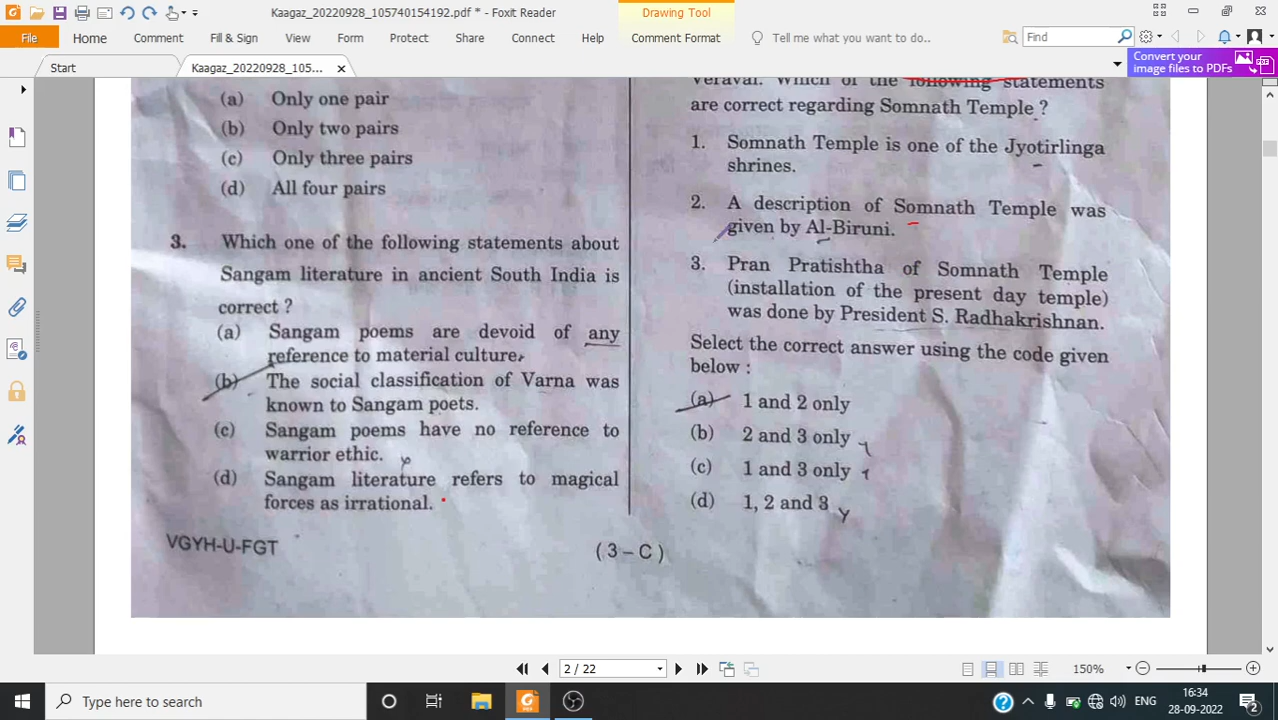 Kaagaz_20220928_105740154192.pdf * - Foxit Reader
Drawing Tool
File
Home
Comment
Fill & Sign
View
Form
Protect
Share
Connect
Help
Comment Format
Tell me what you want to do..
Find
Start
Kaagaz_20220928_105...
Convert your
image files to PDFs
(a) Only one pair
(b) Only two pairs
(c) Only three pairs
(d) All four pairs
3. Which one of the following statements about
Sangam literature in ancient South India is
correct ?
(a) Sangam poems are devoid of any
reference to material culture.
(b) The social classification of Varna was
known to Sangam poets.
(c) Sangam poems have no reference to
warrior ethic.
(d) Sangam literature refers to magical
forces as irrational.
VGYH-U-FGT
Veraval. Which of the following statements
are correct regarding Somnath Temple ?
1. Somnath Temple is one of the Jyotirlinga
shrines.
2. A description of Somnath Temple was
given by Al-Biruni.
3. Pran Pratishtha of Somnath Temple
(installation of the present day temple)
was done by President S. Radhakrishnan.
Select the correct answer using the code given
below :
(a) 1 and 2 only
(b) 2 and 3 only
(c) 1 and 3 only
(d) 1, 2 and 3
( 3 – C )
2 / 22
150%
Type here to search
ENG
16:34
28-09-2022
2